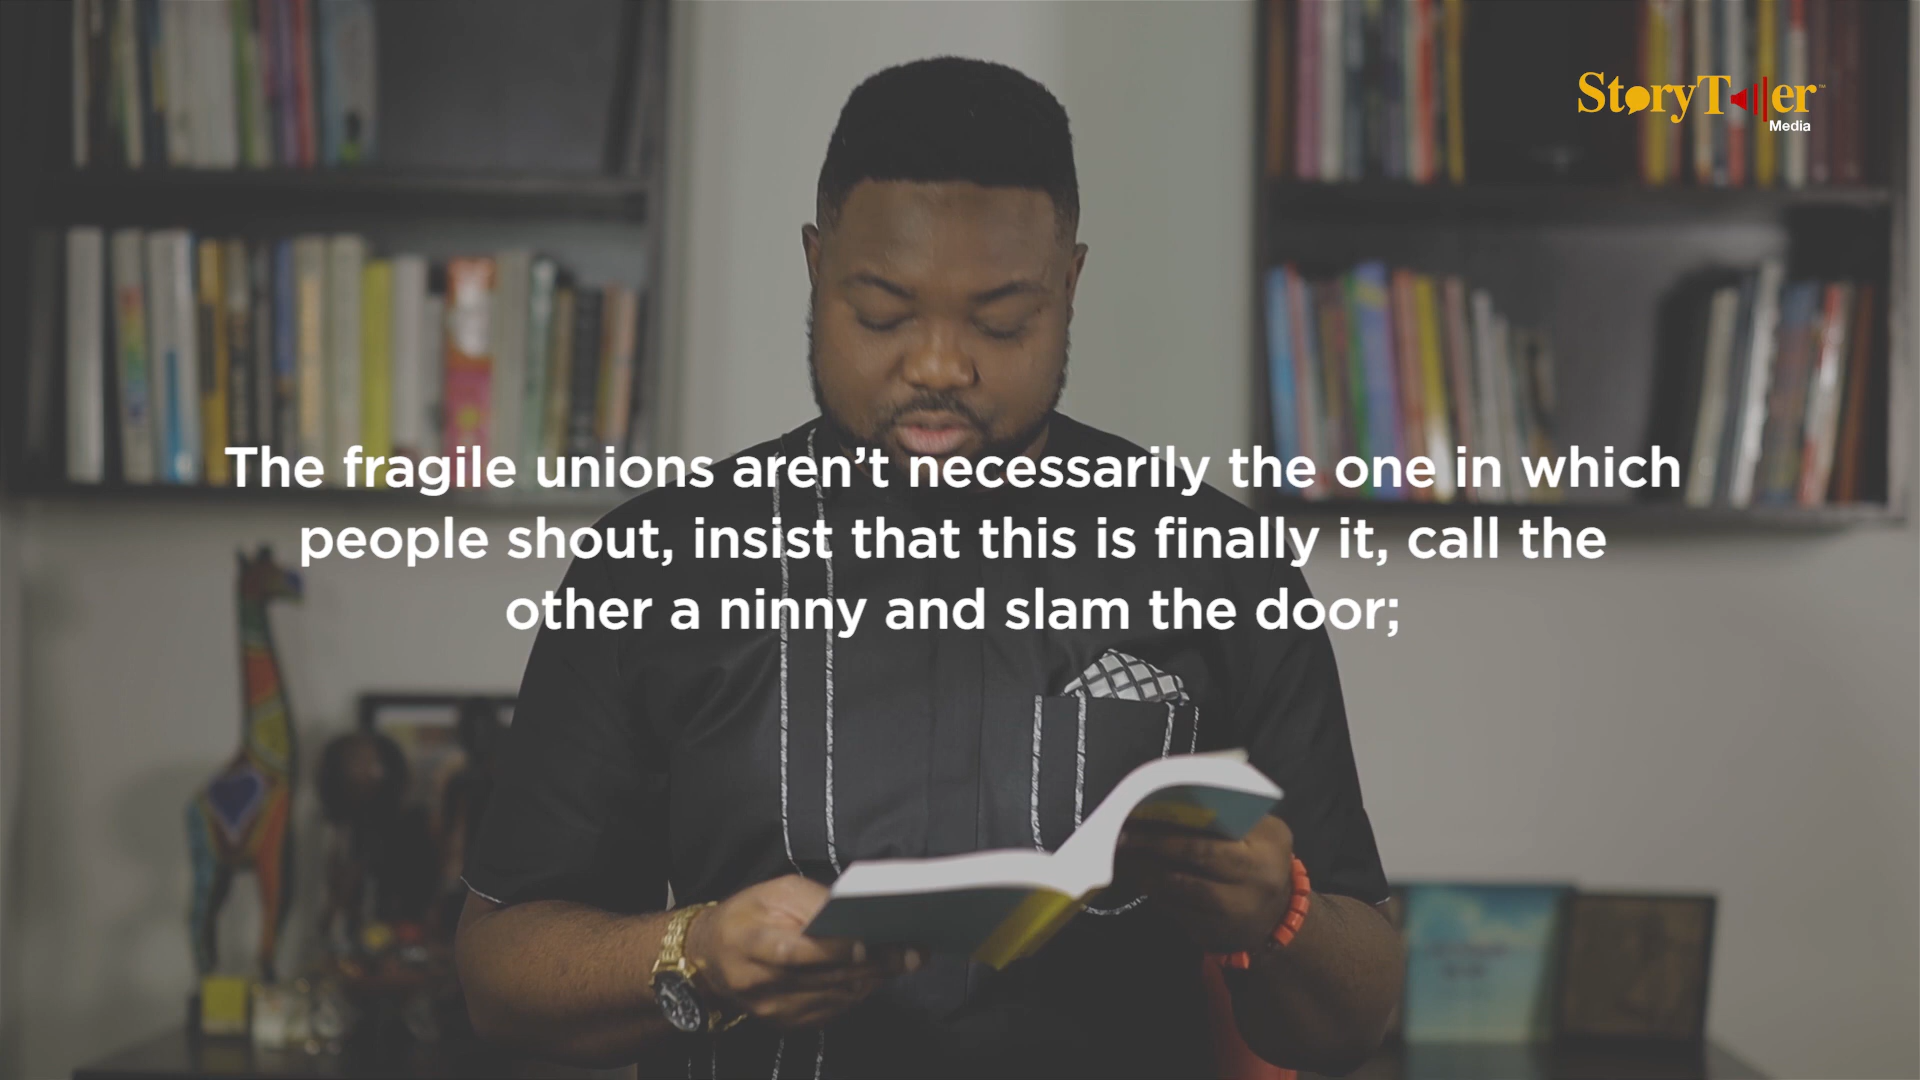 StoryTeller™
Media
The fragile unions aren’t necessarily the one in which
people shout, insist that this is finally it, call the
other a ninny and slam the door;